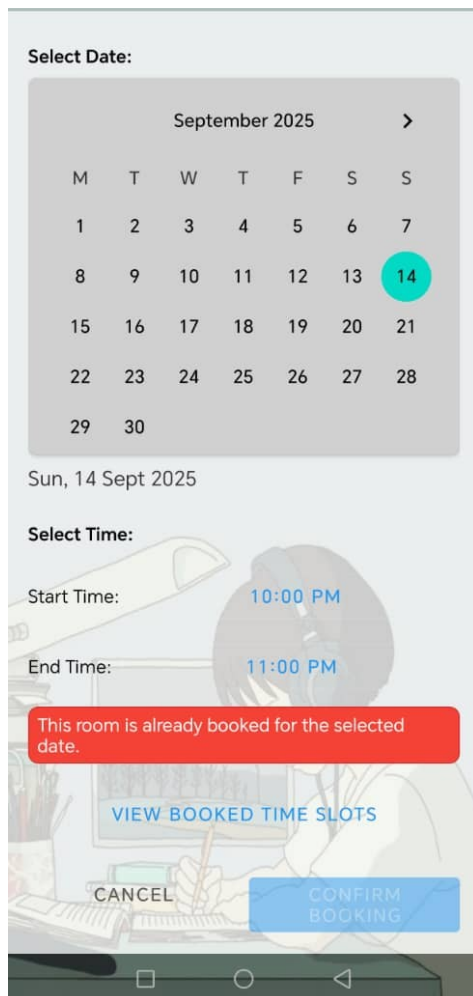 Select Date:
September 2025
M T W T F S S
1 2 3 4 5 6 7
8 9 10 11 12 13 14
15 16 17 18 19 20 21
22 23 24 25 26 27 28
29 30
Sun, 14 Sept 2025
Select Time:
Start Time: 10:00 PM
End Time: 11:00 PM
This room is already booked for the selected
date.
VIEW BOOKED TIME SLOTS
CANCEL
CONFIRM
BOOKING